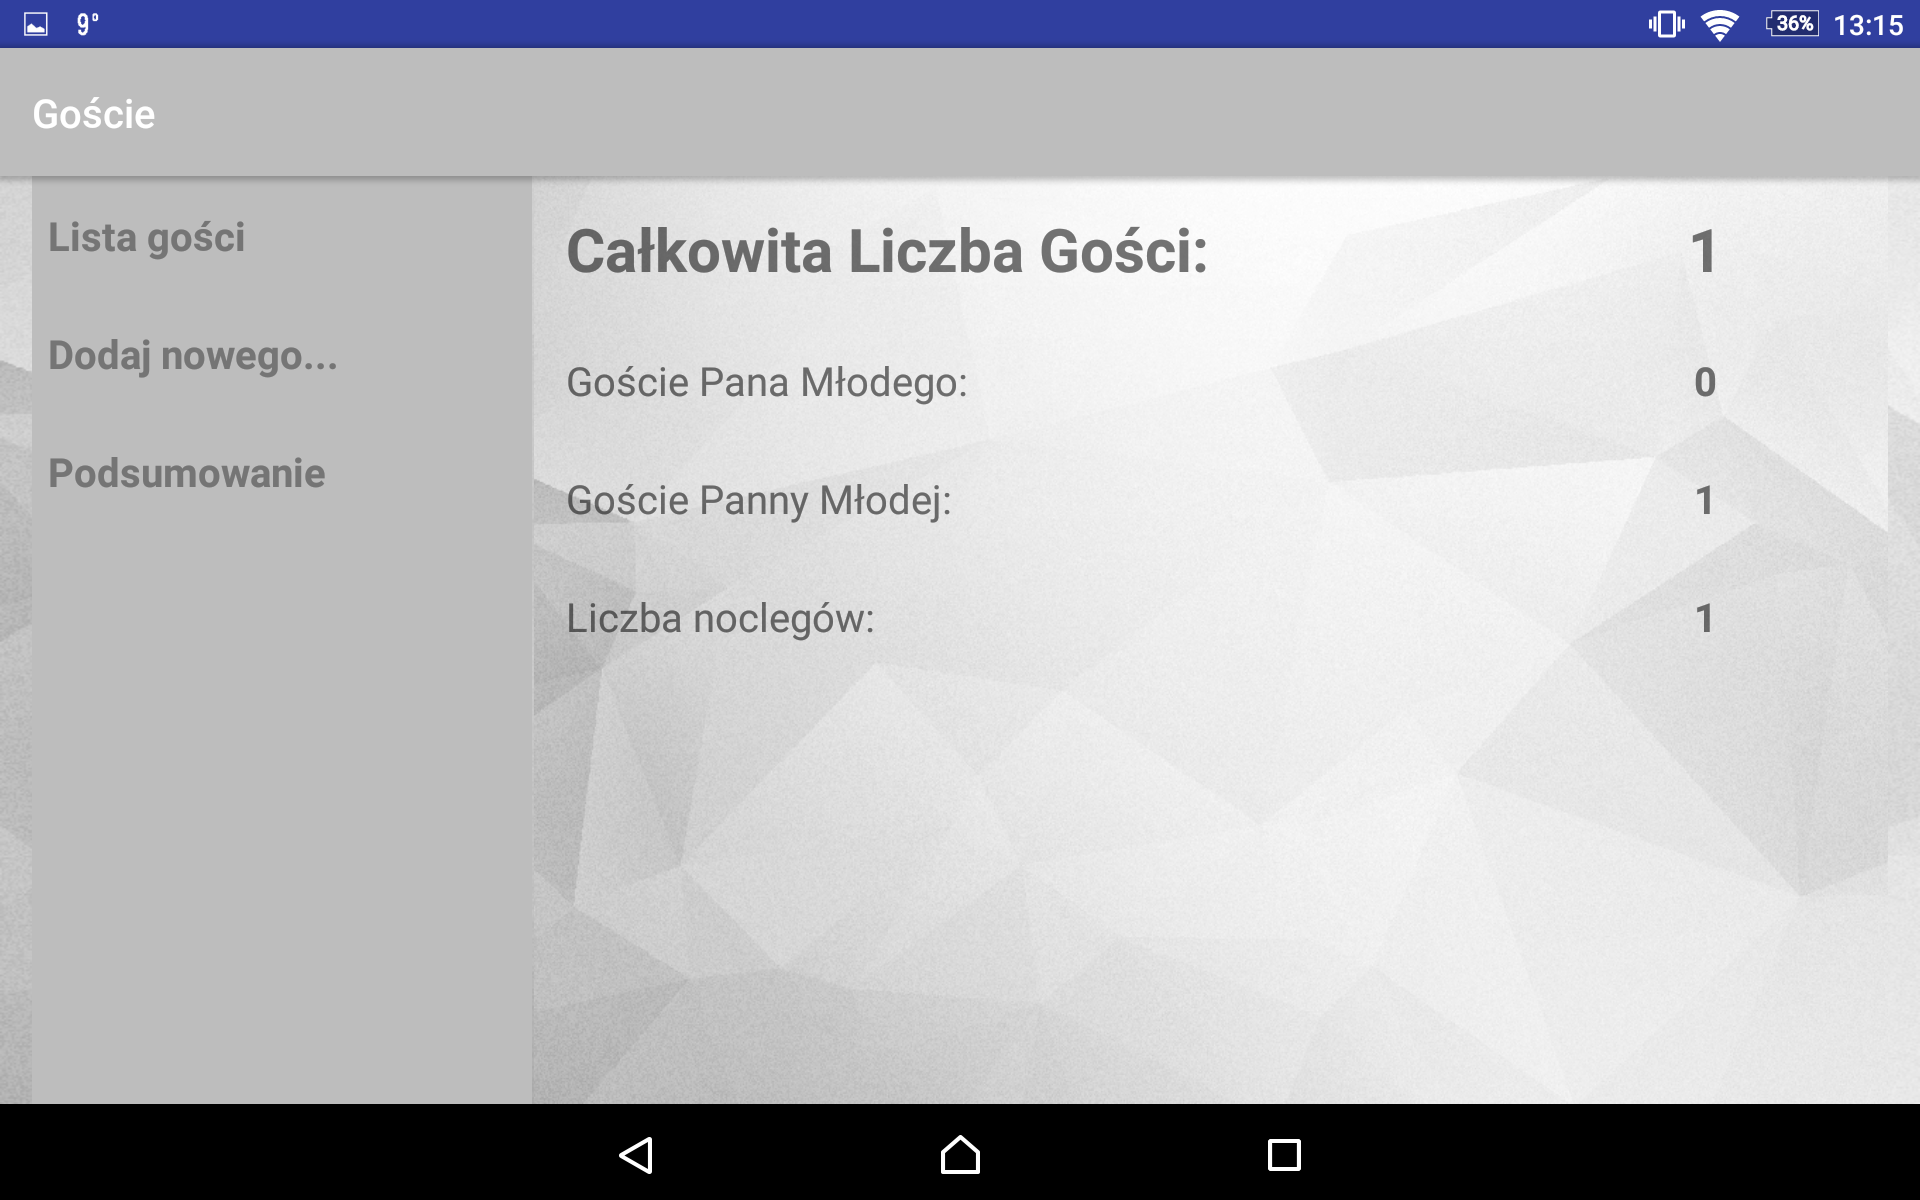 9°
36% 13:15
Goście
Lista gości
Dodaj nowego...
Podsumowanie
Całkowita Liczba Gości: 1
Goście Pana Młodego: 0
Goście Panny Młodej: 1
Liczba noclegów: 1